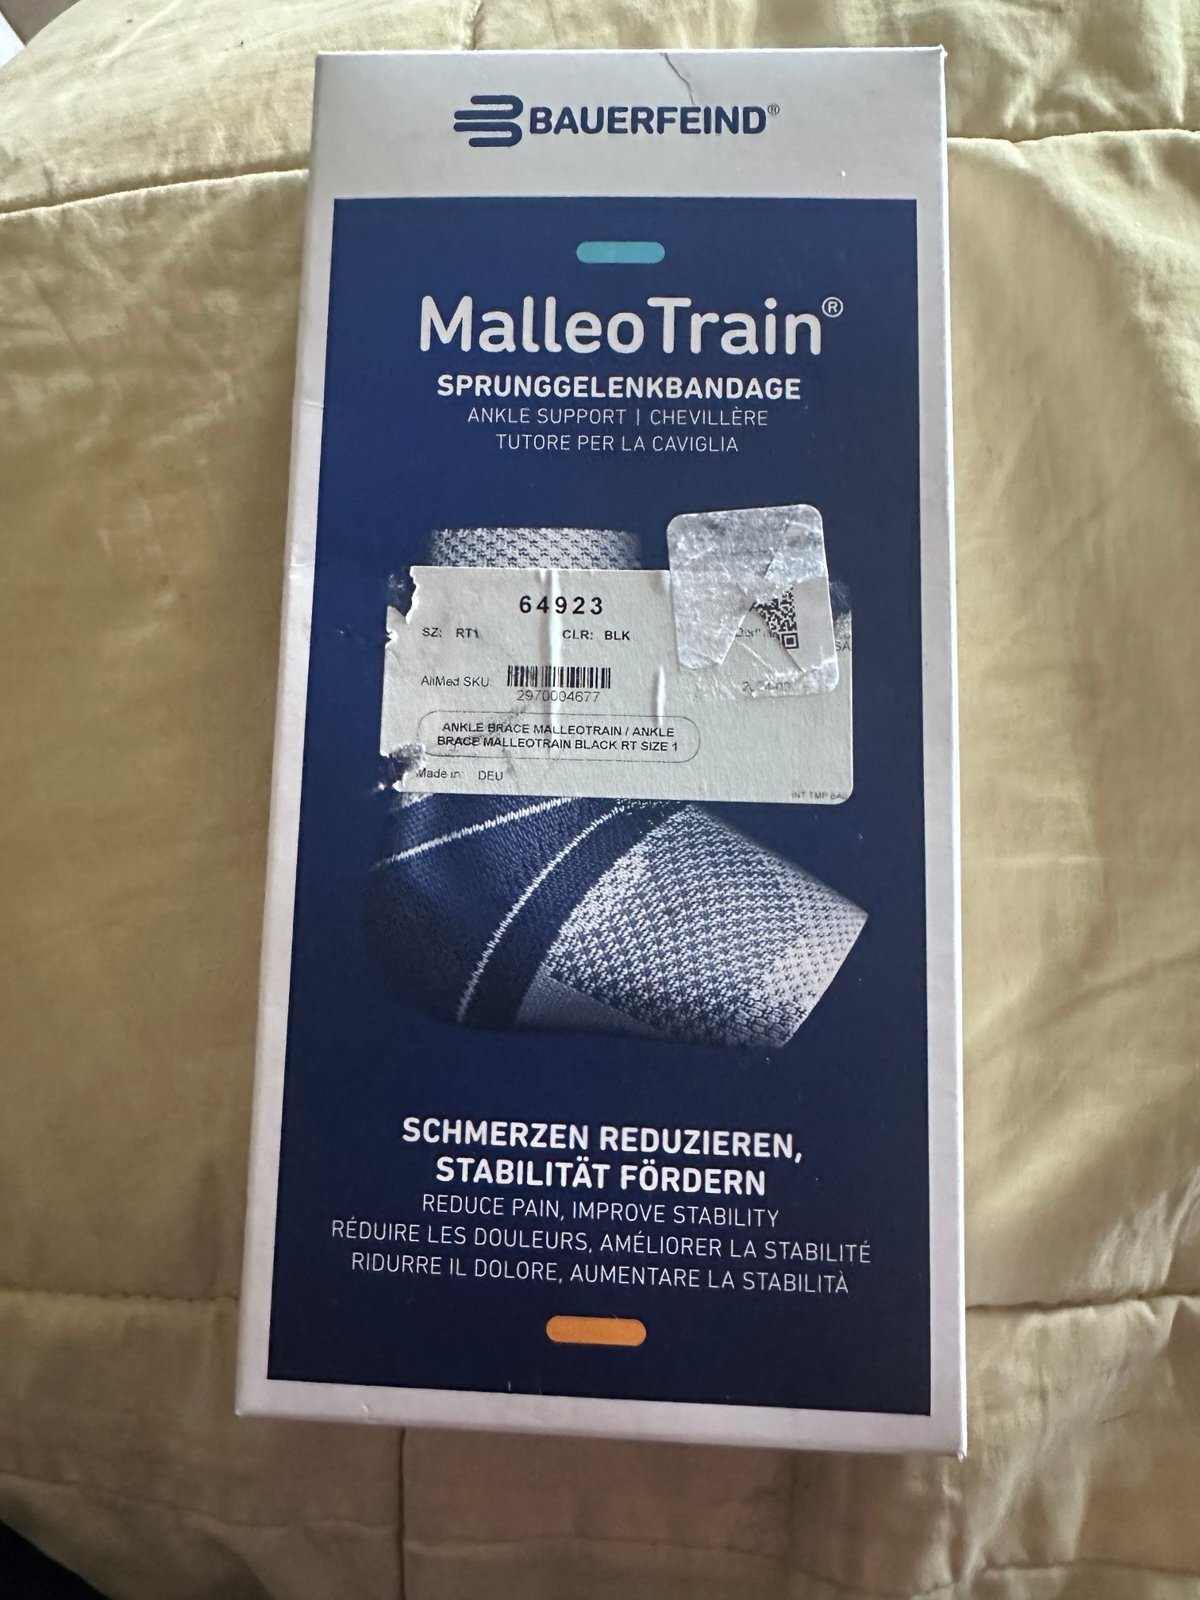 BAUERFEIND®
MalleoTrain®
SPRUNGGELENKBANDAGE
ANKLE SUPPORT | CHEVILLÈRE
TUTORE PER LA CAVIGLIA
64923
SZ: RT1 CLR: BLK
AliMed SKU:
2970004677
ANKLE BRACE MALLEOTRAIN / ANKLE
BRACE MALLEOTRAIN BLACK RT SIZE 1
Made in: DEU
SCHMERZEN REDUZIEREN,
STABILITÄT FÖRDERN
REDUCE PAIN, IMPROVE STABILITY
RÉDUIRE LES DOULEURS, AMÉLIORER LA STABILITÉ
RIDURRE IL DOLORE, AUMENTARE LA STABILITÀ